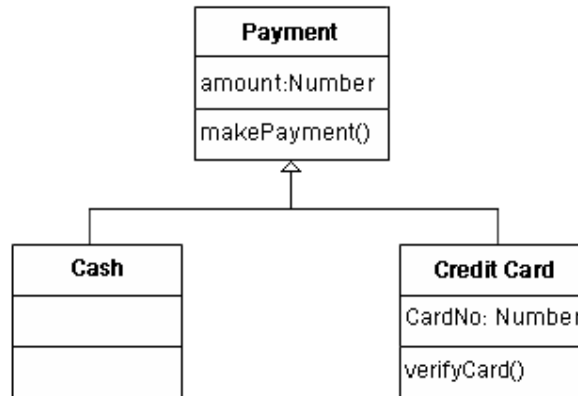 Payment
amount:Number
makePayment()
Cash
Credit Card
CardNo: Number
verifyCard()